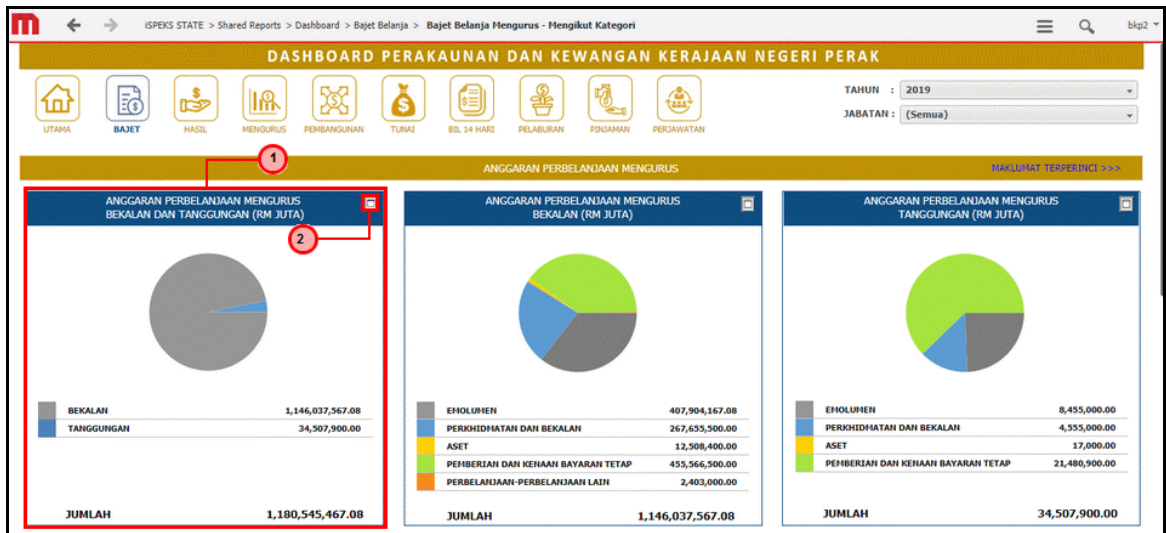 iSPEKS STATE > Shared Reports > Dashboard > Bajet Belanja > Bajet Belanja Mengurus - Mengikut Kategori
bkp2
DASHBOARD PERAKAUNAN DAN KEWANGAN KERAJAAN NEGERI PERAK
UTAMA BAJET HASIL MENGURUS PEMBANGUNAN TUNAI BIL 14 HARI PELABURAN PINJAMAN PERJAWATAN
TAHUN : 2019
JABATAN : (Semua)
1
ANGGARAN PERBELANJAAN MENGURUS
MAKLUMAT TERPERINCI >>>
ANGGARAN PERBELANJAAN MENGURUS
BEKALAN DAN TANGGUNGAN (RM JUTA)
2
BEKALAN 1,146,037,567.08
TANGGUNGAN 34,507,900.00
JUMLAH 1,180,545,467.08
ANGGARAN PERBELANJAAN MENGURUS
BEKALAN (RM JUTA)
EMOLUMEN 407,904,167.08
PERKHIDMATAN DAN BEKALAN 267,655,500.00
ASET 12,508,400.00
PEMBERIAN DAN KENAAN BAYARAN TETAP 455,566,500.00
PERBELANJAAN-PERBELANJAAN LAIN 2,403,000.00
JUMLAH 1,146,037,567.08
ANGGARAN PERBELANJAAN MENGURUS
TANGGUNGAN (RM JUTA)
EMOLUMEN 8,455,000.00
PERKHIDMATAN DAN BEKALAN 4,555,000.00
ASET 17,000.00
PEMBERIAN DAN KENAAN BAYARAN TETAP 21,480,900.00
JUMLAH 34,507,900.00